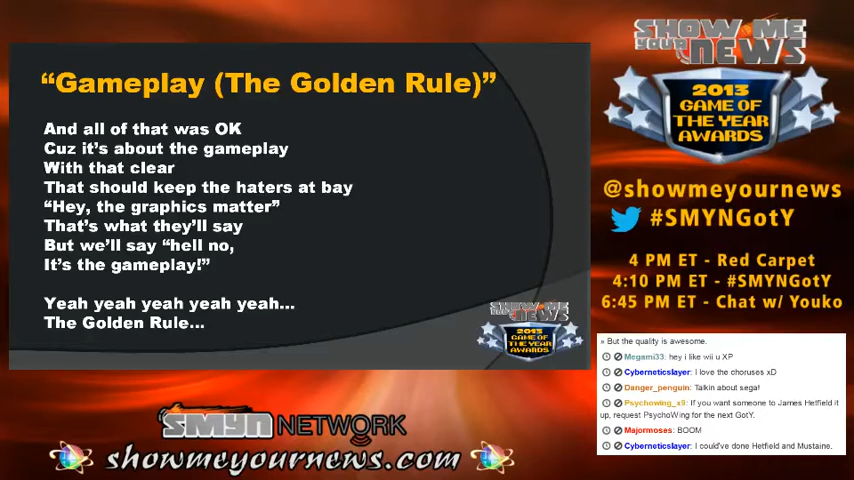 “Gameplay (The Golden Rule)”
And all of that was OK
Cuz it’s about the gameplay
With that clear
That should keep the haters at bay
“Hey, the graphics matter”
That’s what they’ll say
But we’ll say “hell no,
It’s the gameplay!”
Yeah yeah yeah yeah yeah...
The Golden Rule...
SHOW ME
YOUR NEWS
2013
GAME OF
THE YEAR
AWARDS
SHOW ME
YOUR NEWS
2013
GAME OF
THE YEAR
AWARDS
@showmeyournews
#SMYNGotY
4 PM ET - Red Carpet
4:10 PM ET - #SMYNGotY
6:45 PM ET - Chat w/ Youko
» But the quality is awesome.
Megami33: hey i like wii u XP
Cyberneticslayer: I love the choruses xD
Danger_penguin: Talkin about sega!
Psychowing_x9: If you want someone to James Hetfield it
up, request PsychoWing for the next GotY.
Majormoses: BOOM
Cyberneticslayer: I could've done Hetfield and Mustaine.
SMYN NETWORK
showmeyournews.com